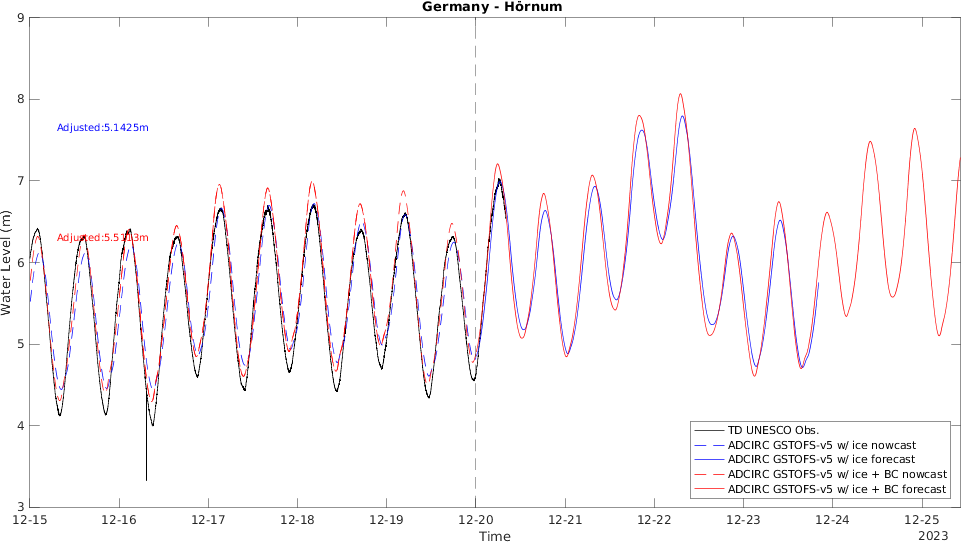 Germany - Hörnum
9
8
7
6
5
4
3
Water Level (m)
Adjusted:5.1425m
TD UNESCO Obs.
ADCIRC GSTOFS-v5 w/ ice nowcast
ADCIRC GSTOFS-v5 w/ ice forecast
ADCIRC GSTOFS-v5 w/ ice + BC nowcast
ADCIRC GSTOFS-v5 w/ ice + BC forecast
12-15
12-16
12-17
12-18
12-19
12-20
12-21
12-22
12-23
12-24
12-25
Time
2023